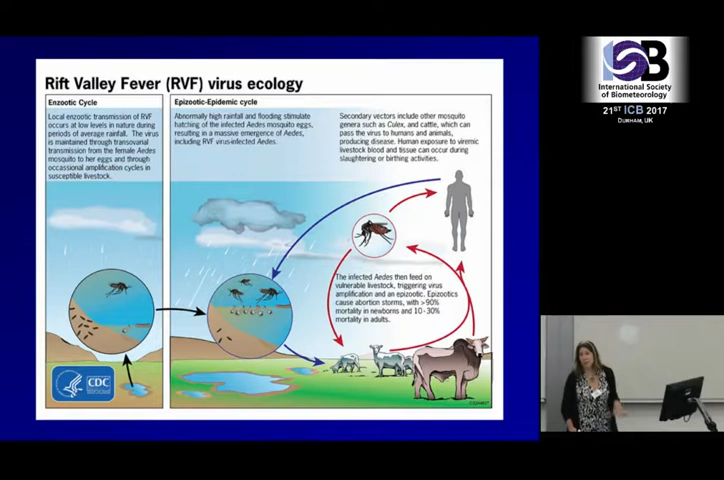 Rift Valley Fever (RVF) virus ecology
Enzootic Cycle
Local enzootic transmission of RVF
occurs at low levels in nature during
periods of average rainfall. The virus
is maintained through transovarial
transmission from the female Aedes
mosquito to her eggs and through
occassional amplification cycles in
susceptible livestock.
Epizootic-Epidemic cycle
Abnormally high rainfall and flooding stimulate
hatching of the infected Aedes mosquito eggs,
resulting in a massive emergence of Aedes,
including RVF virus-infected Aedes.
Secondary vectors include other mosquito
genera such as Culex, and cattle, which can
pass the virus to humans and animals,
producing disease. Human exposure to viremic
livestock blood and tissue can occur during
slaughtering or birthing activities.
The infected Aedes then feed on
vulnerable livestock, triggering virus
amplification and an epizootic. Epizootics
cause abortion storms, with >90%
mortality in newborns and 10-30%
mortality in adults.
CDC
ISB
International Society
of Biometeorology
21ST ICB 2017
DURHAM, UK